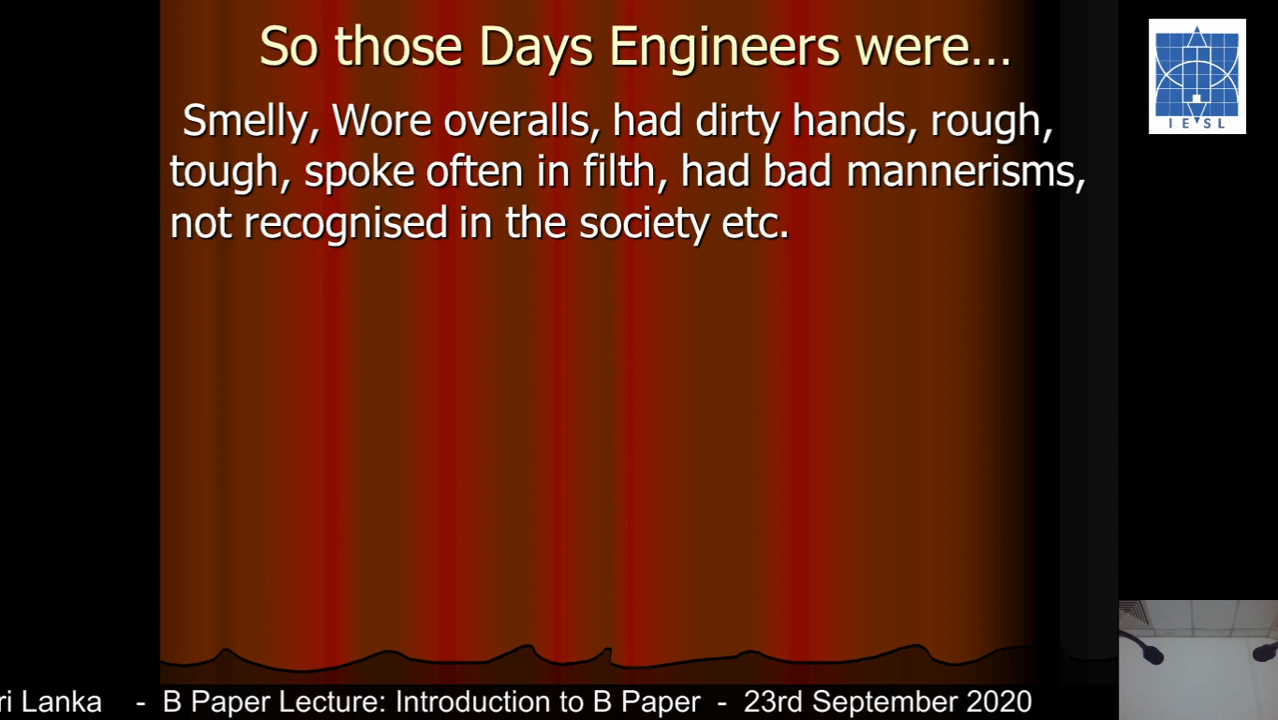 So those Days Engineers were...
Smelly, Wore overalls, had dirty hands, rough,
tough, spoke often in filth, had bad mannerisms,
not recognised in the society etc.
IESL
ri Lanka - B Paper Lecture: Introduction to B Paper - 23rd September 2020